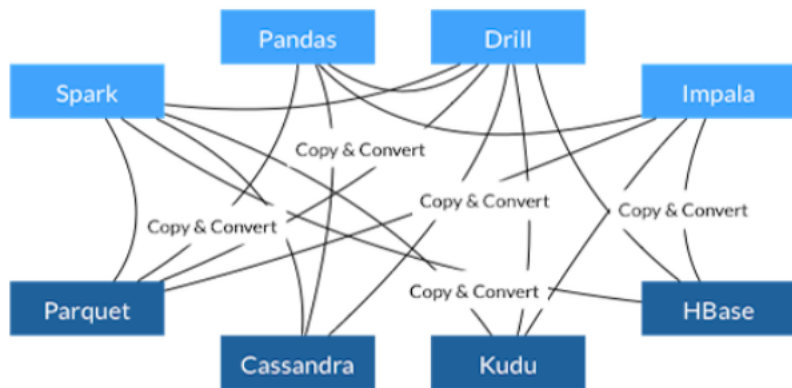 Pandas
Drill
Spark
Impala
Copy & Convert
Copy & Convert
Copy & Convert
Copy & Convert
Copy & Convert
Parquet
HBase
Cassandra
Kudu